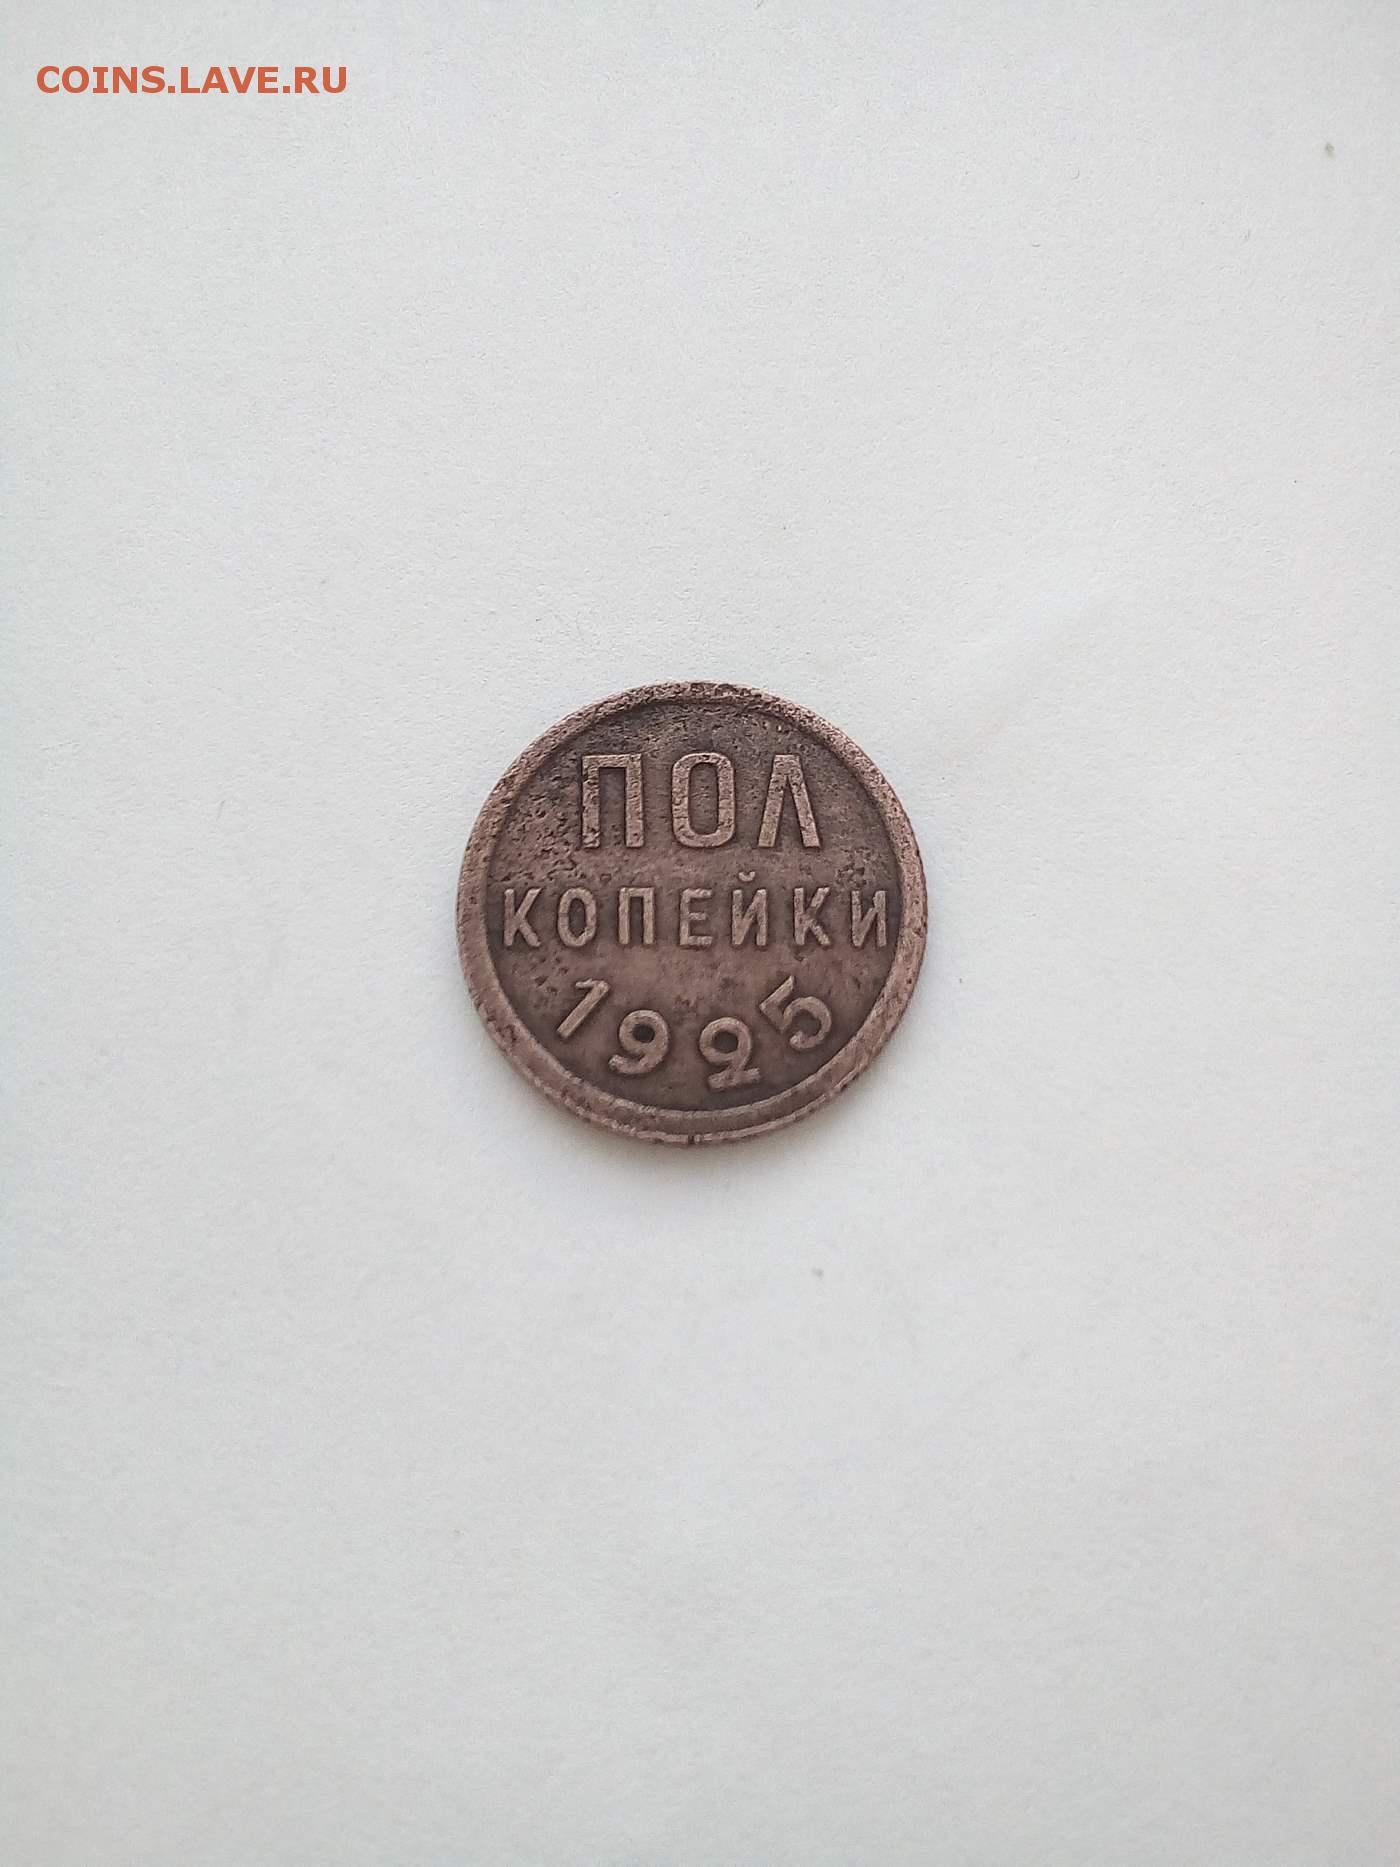 COINS.LAVE.RU
ПОЛ
КОПЕЙКИ
1925